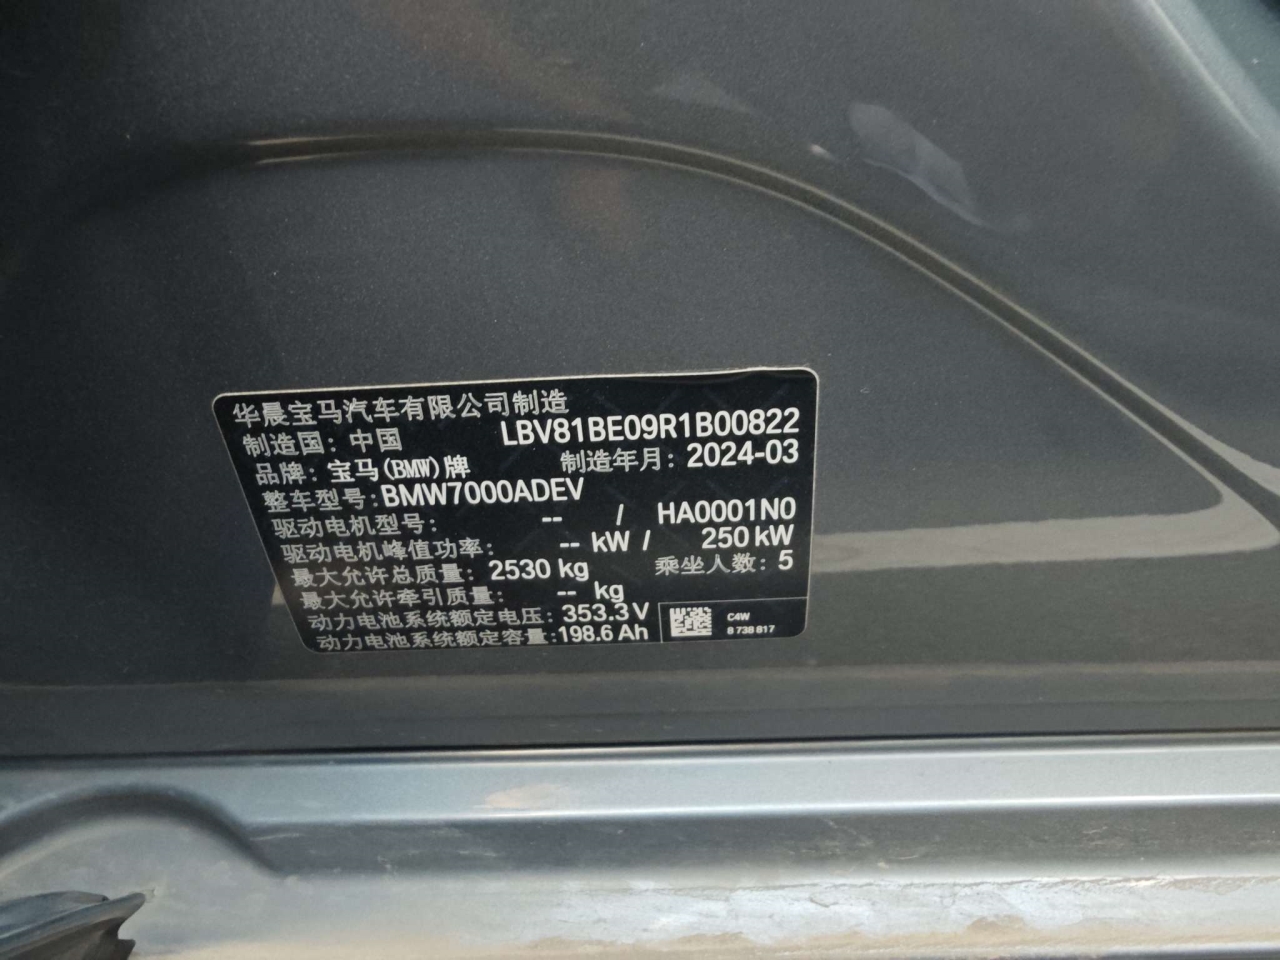 华晨宝马汽车有限公司制造
制造国：中国 LBV81BE09R1B00822
品牌：宝马(BMW)牌 制造年月：2024-03
整车型号：BMW7000ADEV
驱动电机型号： -- / HA0001N0
驱动电机峰值功率： -- kW / 250 kW
最大允许总质量：2530 kg 乘坐人数：5
最大允许牵引质量： -- kg
动力电池系统额定电压：353.3 V
动力电池系统额定容量：198.6 Ah
C4W
8 738 817